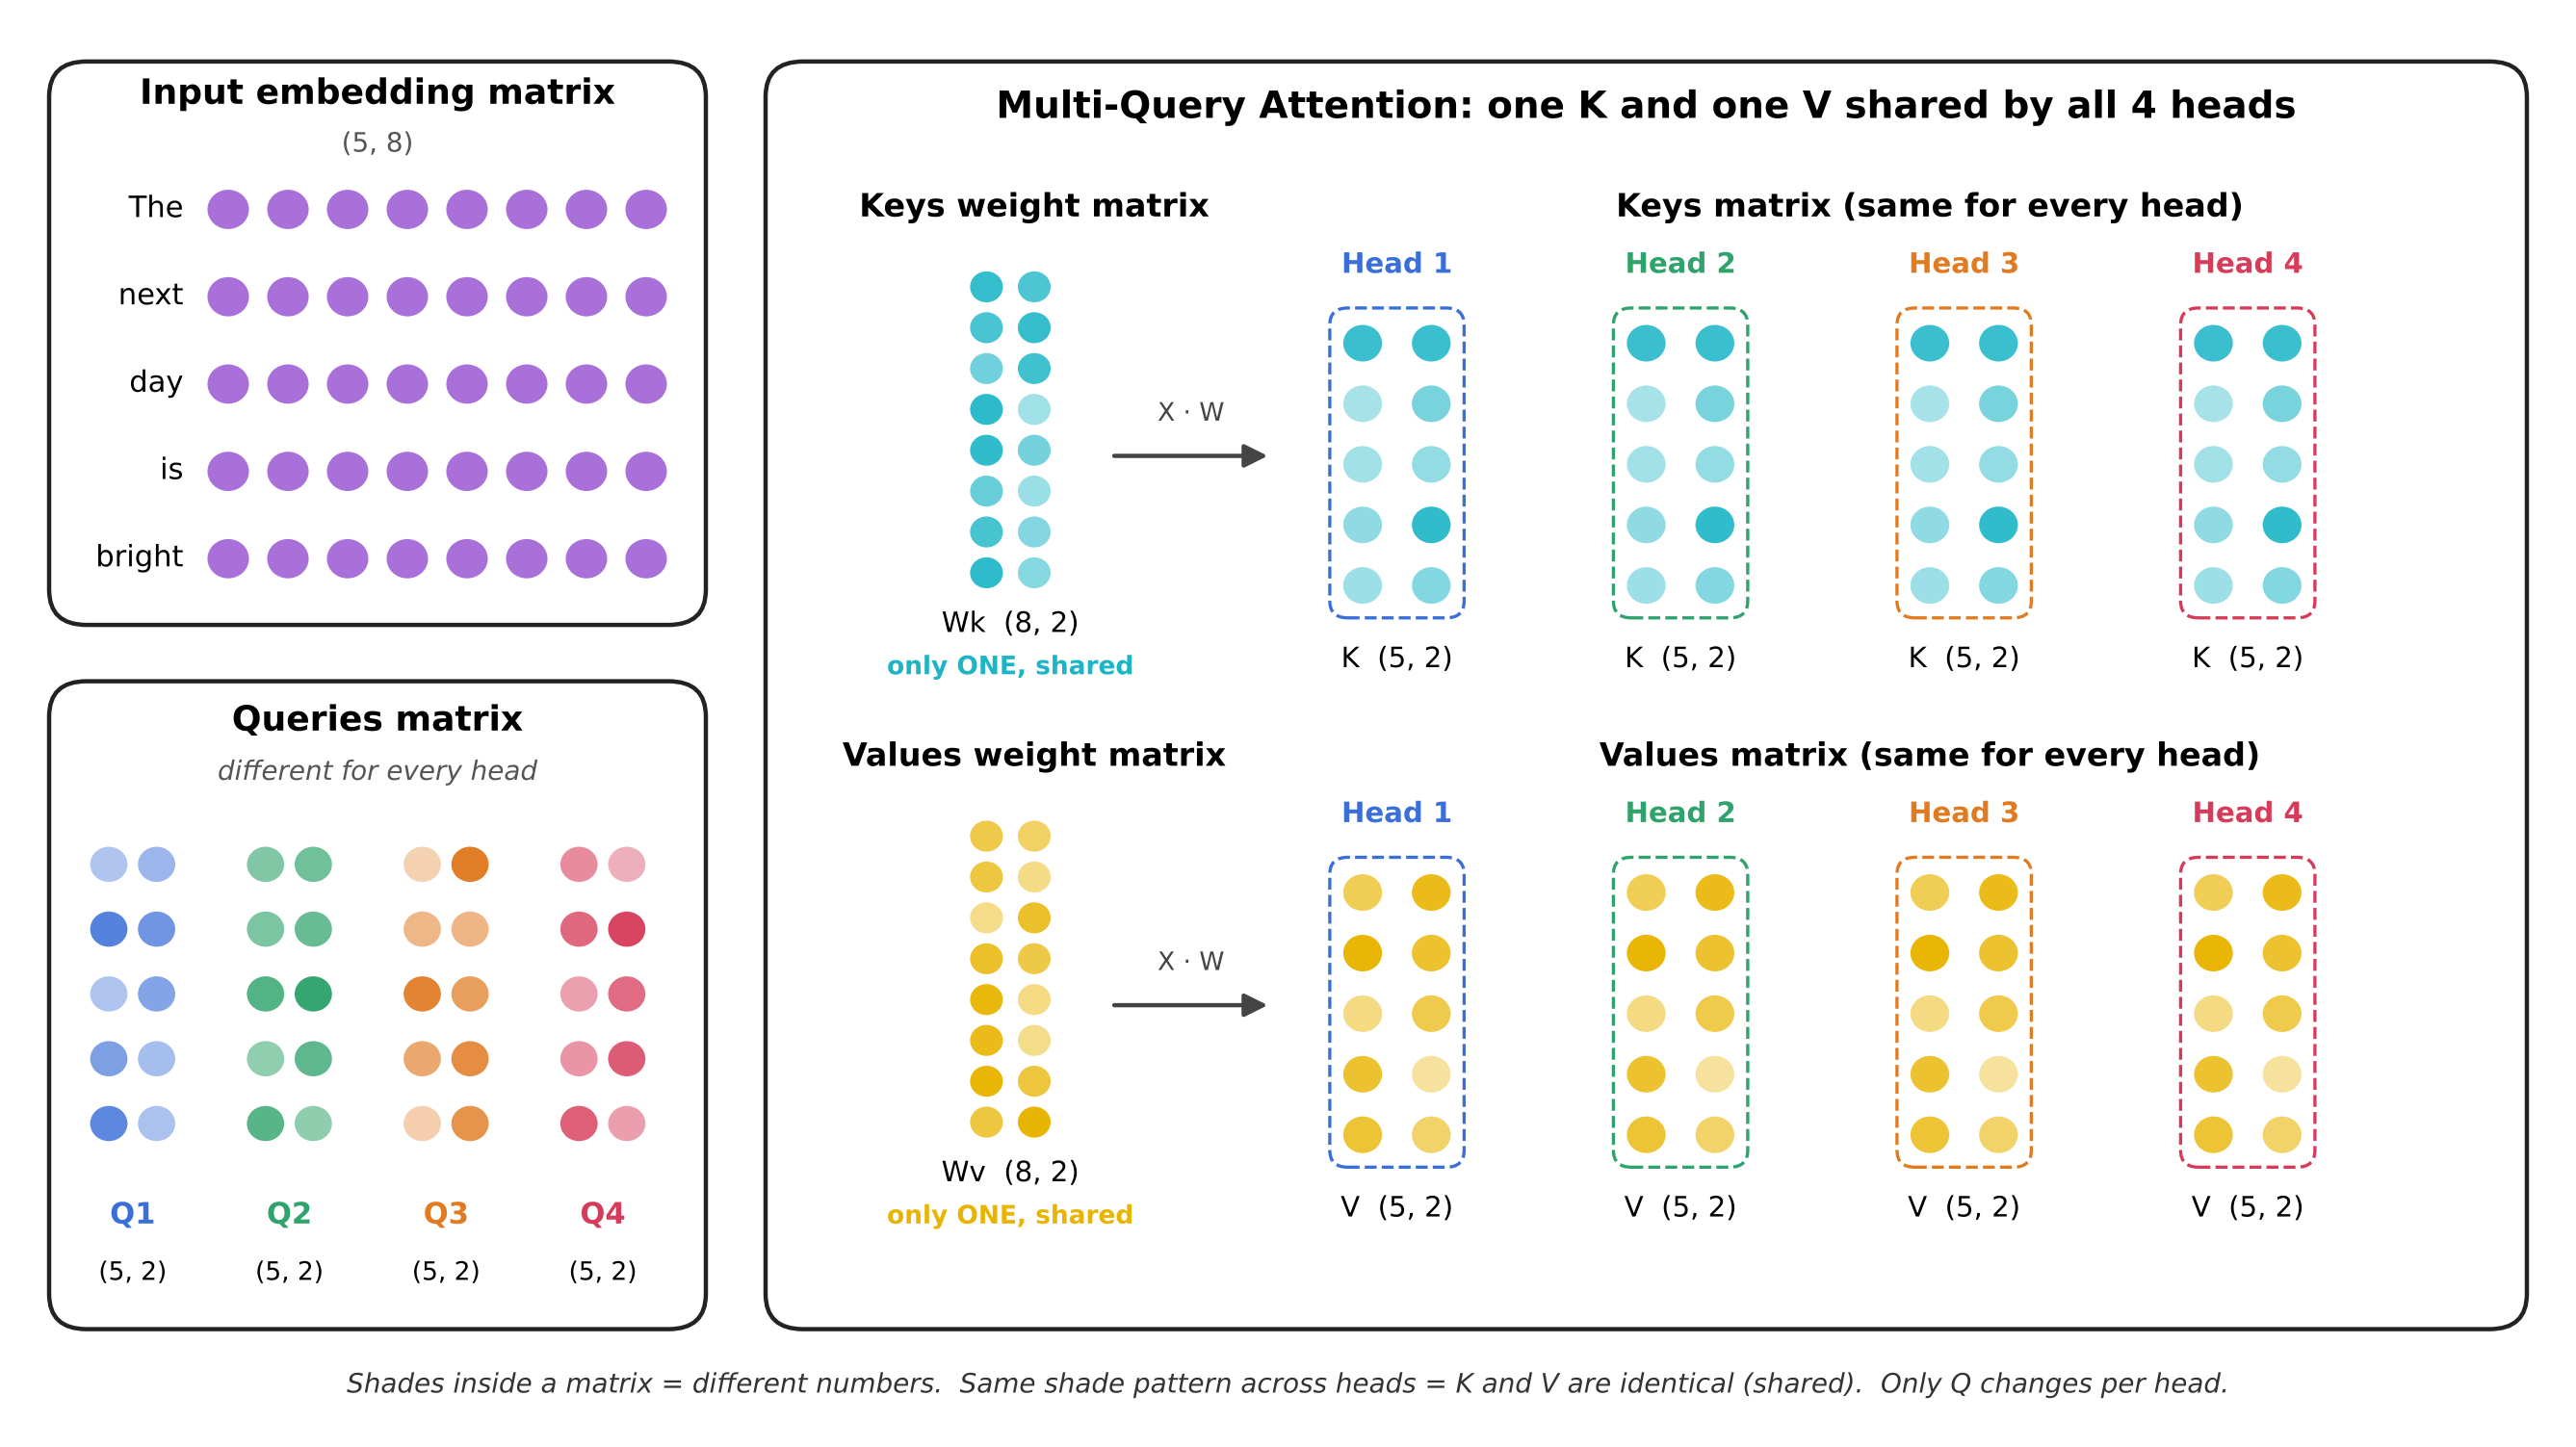 Input embedding matrix
(5, 8)
The
next
day
is
bright
Queries matrix
different for every head
Q1 Q2 Q3 Q4
(5, 2) (5, 2) (5, 2) (5, 2)
Multi-Query Attention: one K and one V shared by all 4 heads
Keys weight matrix
Keys matrix (same for every head)
Head 1 Head 2 Head 3 Head 4
X · W
Wk (8, 2)
only ONE, shared
K (5, 2) K (5, 2) K (5, 2) K (5, 2)
Values weight matrix
Values matrix (same for every head)
Head 1 Head 2 Head 3 Head 4
X · W
Wv (8, 2)
only ONE, shared
V (5, 2) V (5, 2) V (5, 2) V (5, 2)
Shades inside a matrix = different numbers. Same shade pattern across heads = K and V are identical (shared). Only Q changes per head.